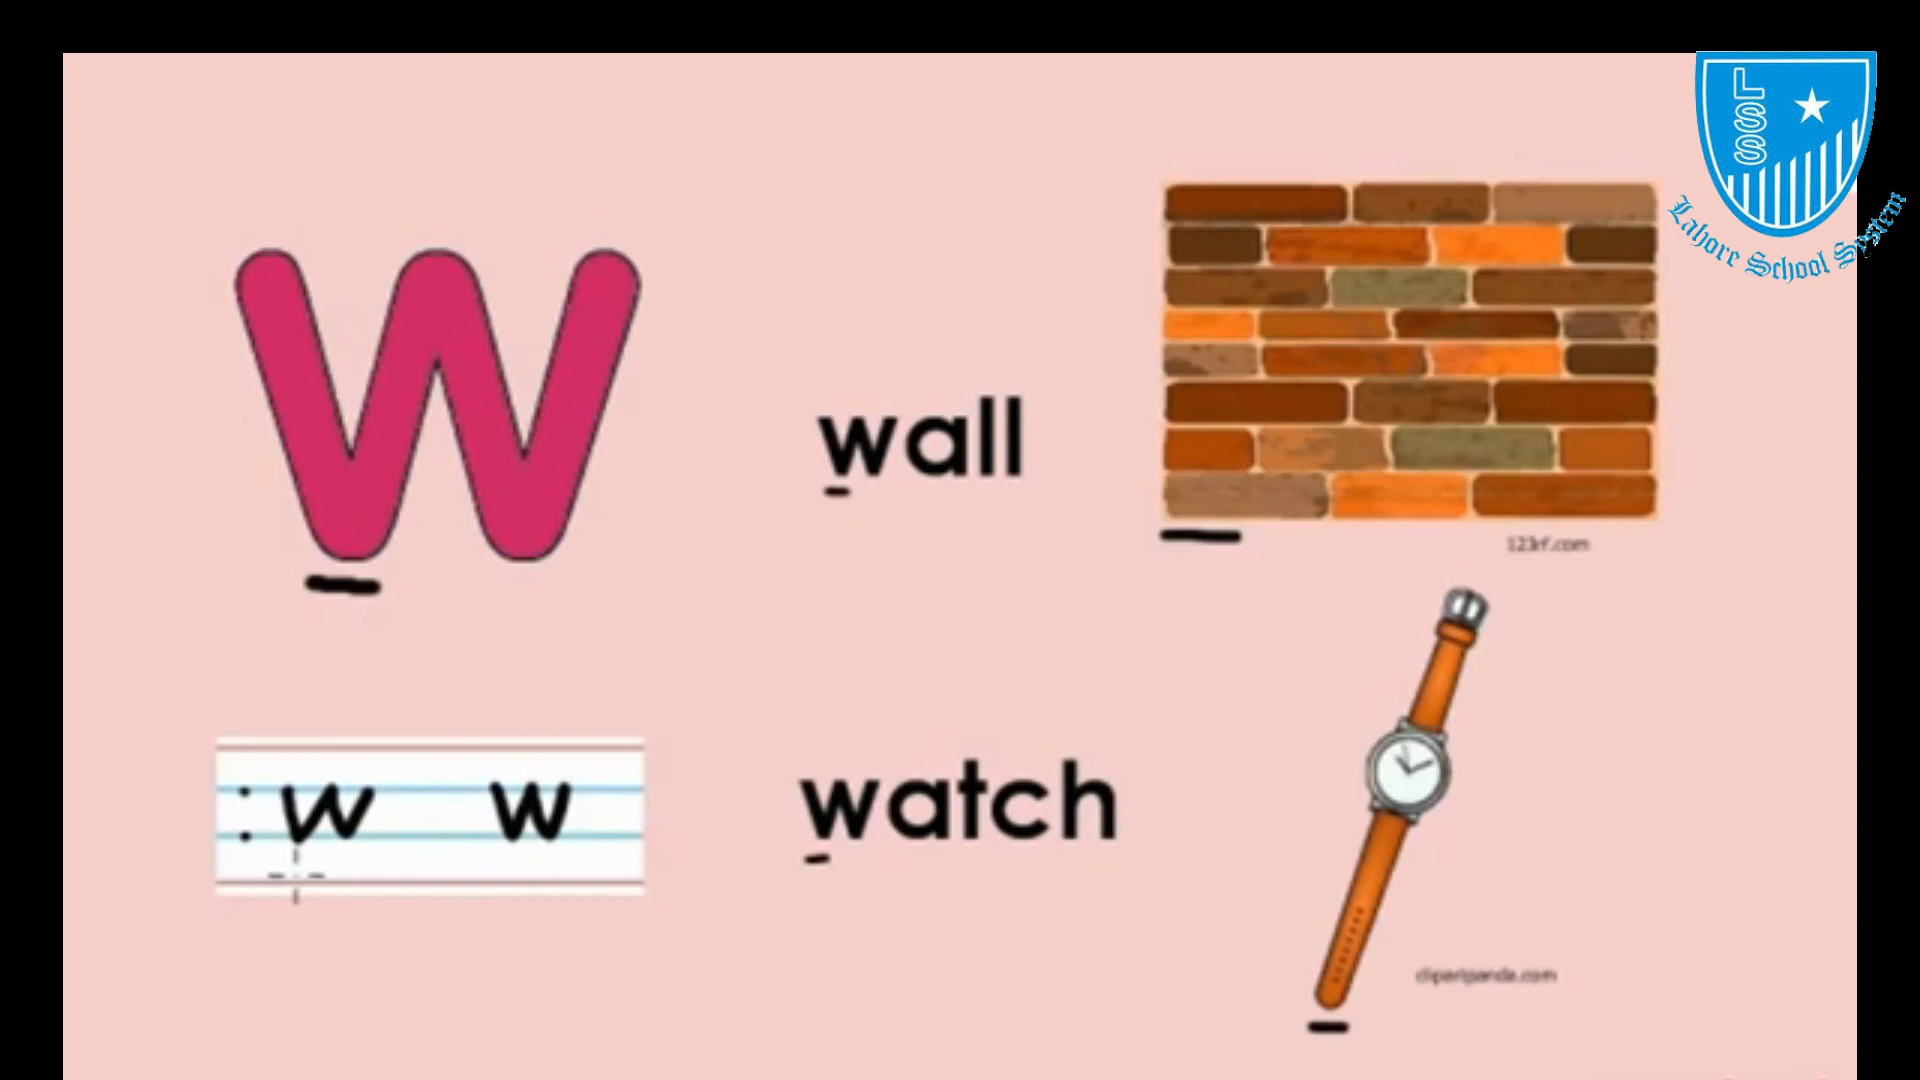 LSS
Lahore School System
w
wall
123rf.com
: w w
watch
clipartpanda.com